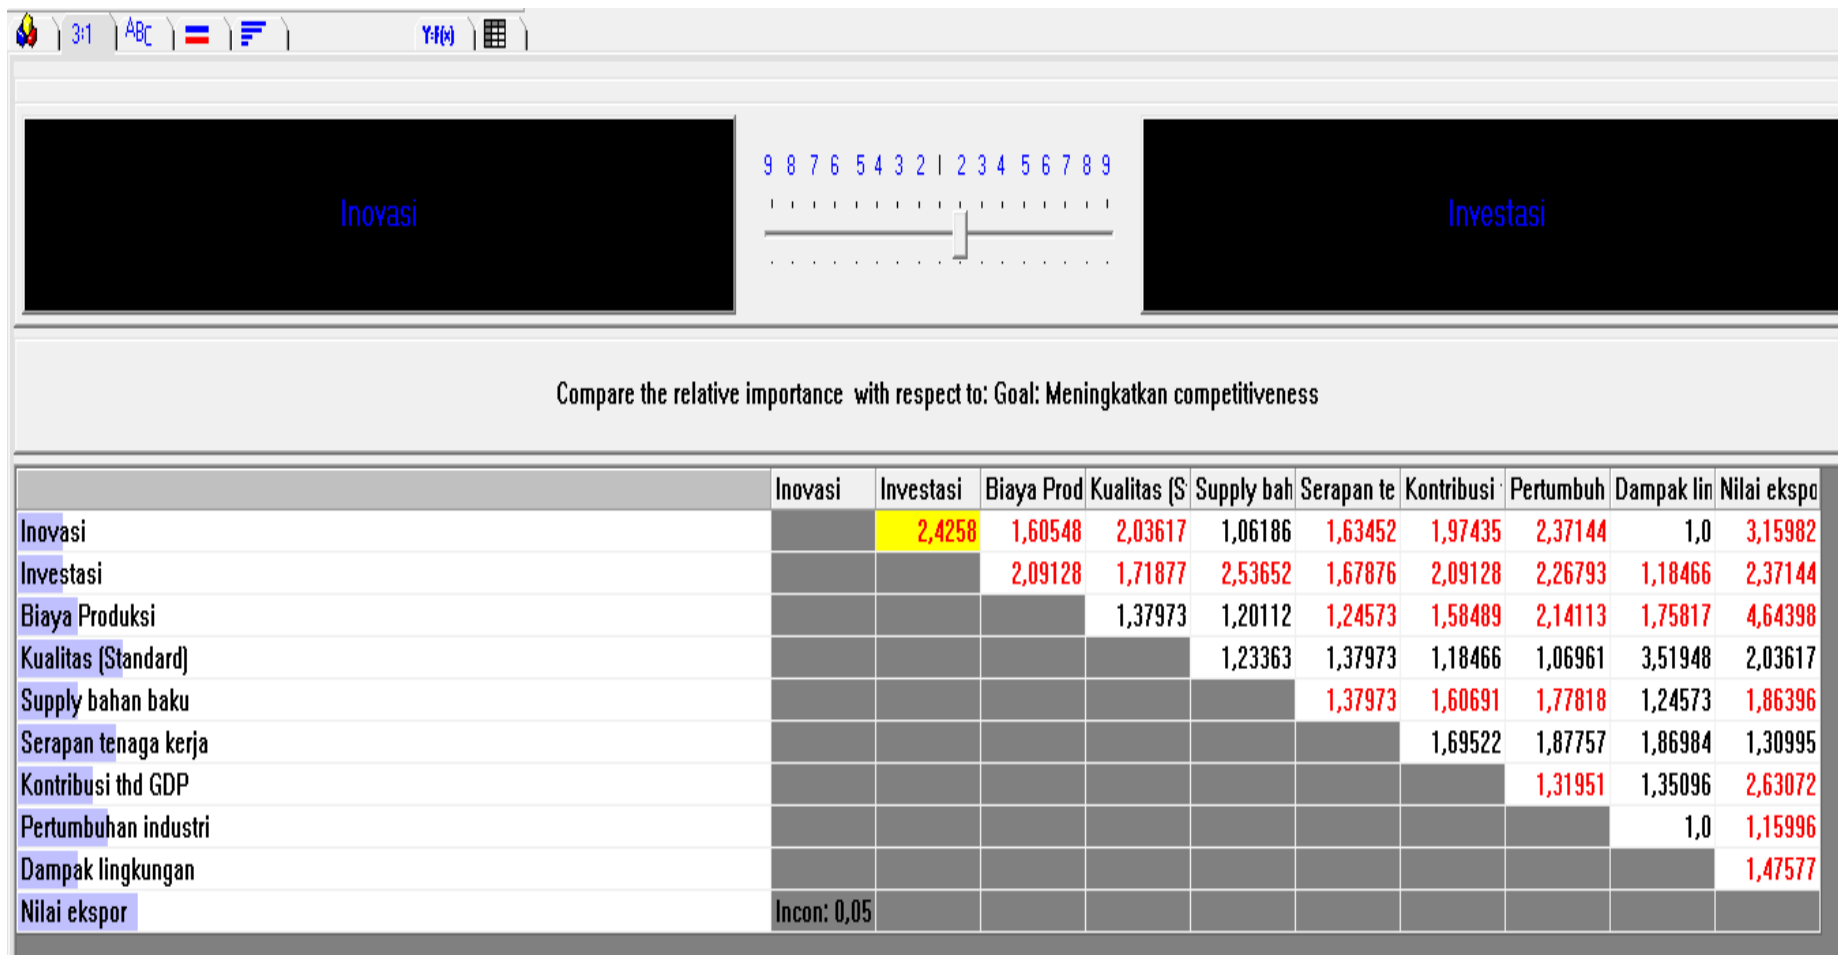 3:1 ABC Y=F(x)
9 8 7 6 5 4 3 2 1 2 3 4 5 6 7 8 9
Inovasi Investasi
Compare the relative importance with respect to: Goal: Meningkatkan competitiveness
Inovasi Investasi Biaya Prod Kualitas (S Supply bah Serapan te Kontribusi Pertumbuh Dampak lin Nilai ekspo
Inovasi 2,4258 1,60548 2,03617 1,06186 1,63452 1,97435 2,37144 1,0 3,15982
Investasi 2,09128 1,71877 2,53652 1,67876 2,09128 2,26793 1,18466 2,37144
Biaya Produksi 1,37973 1,20112 1,24573 1,58489 2,14113 1,75817 4,64398
Kualitas (Standard) 1,23363 1,37973 1,18466 1,06961 3,51948 2,03617
Supply bahan baku 1,37973 1,60691 1,77818 1,24573 1,86396
Serapan tenaga kerja 1,69522 1,87757 1,86984 1,30995
Kontribusi thd GDP 1,31951 1,35096 2,63072
Pertumbuhan industri 1,0 1,15996
Dampak lingkungan 1,47577
Nilai ekspor Incon: 0,05